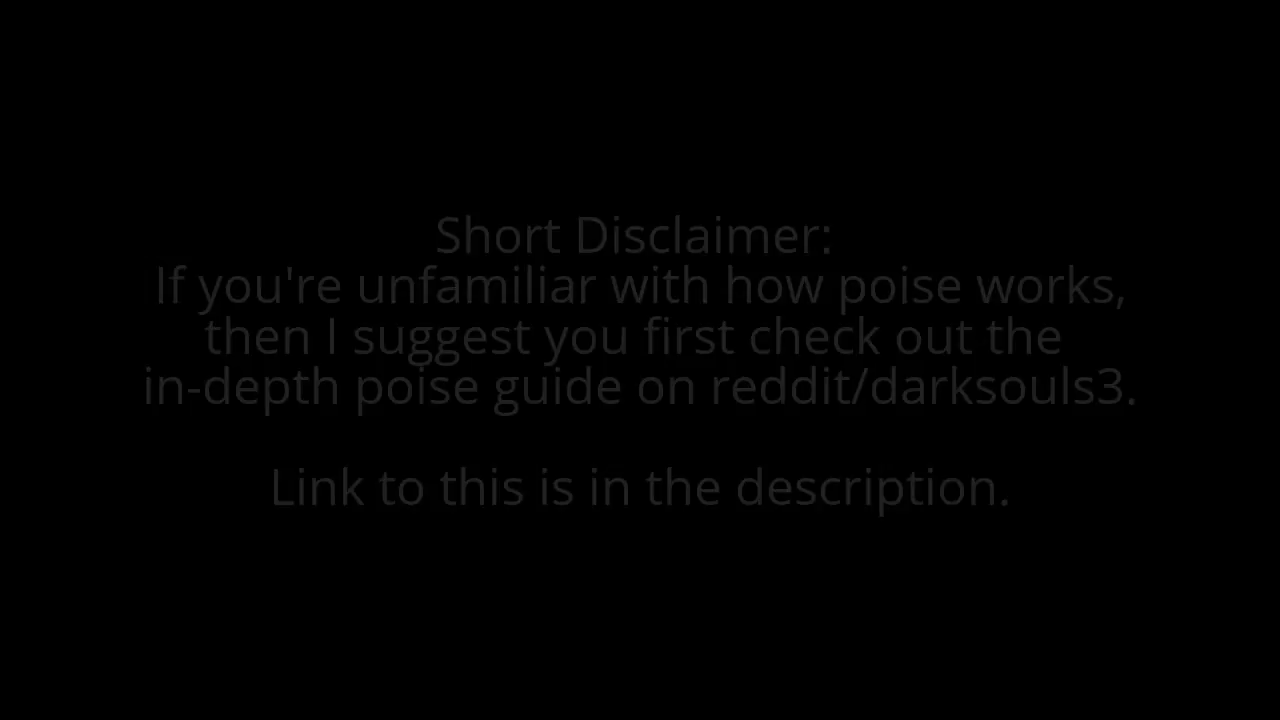 Short Disclaimer:
If you're unfamiliar with how poise works,
then I suggest you first check out the
in-depth poise guide on reddit/darksouls3.
Link to this is in the description.